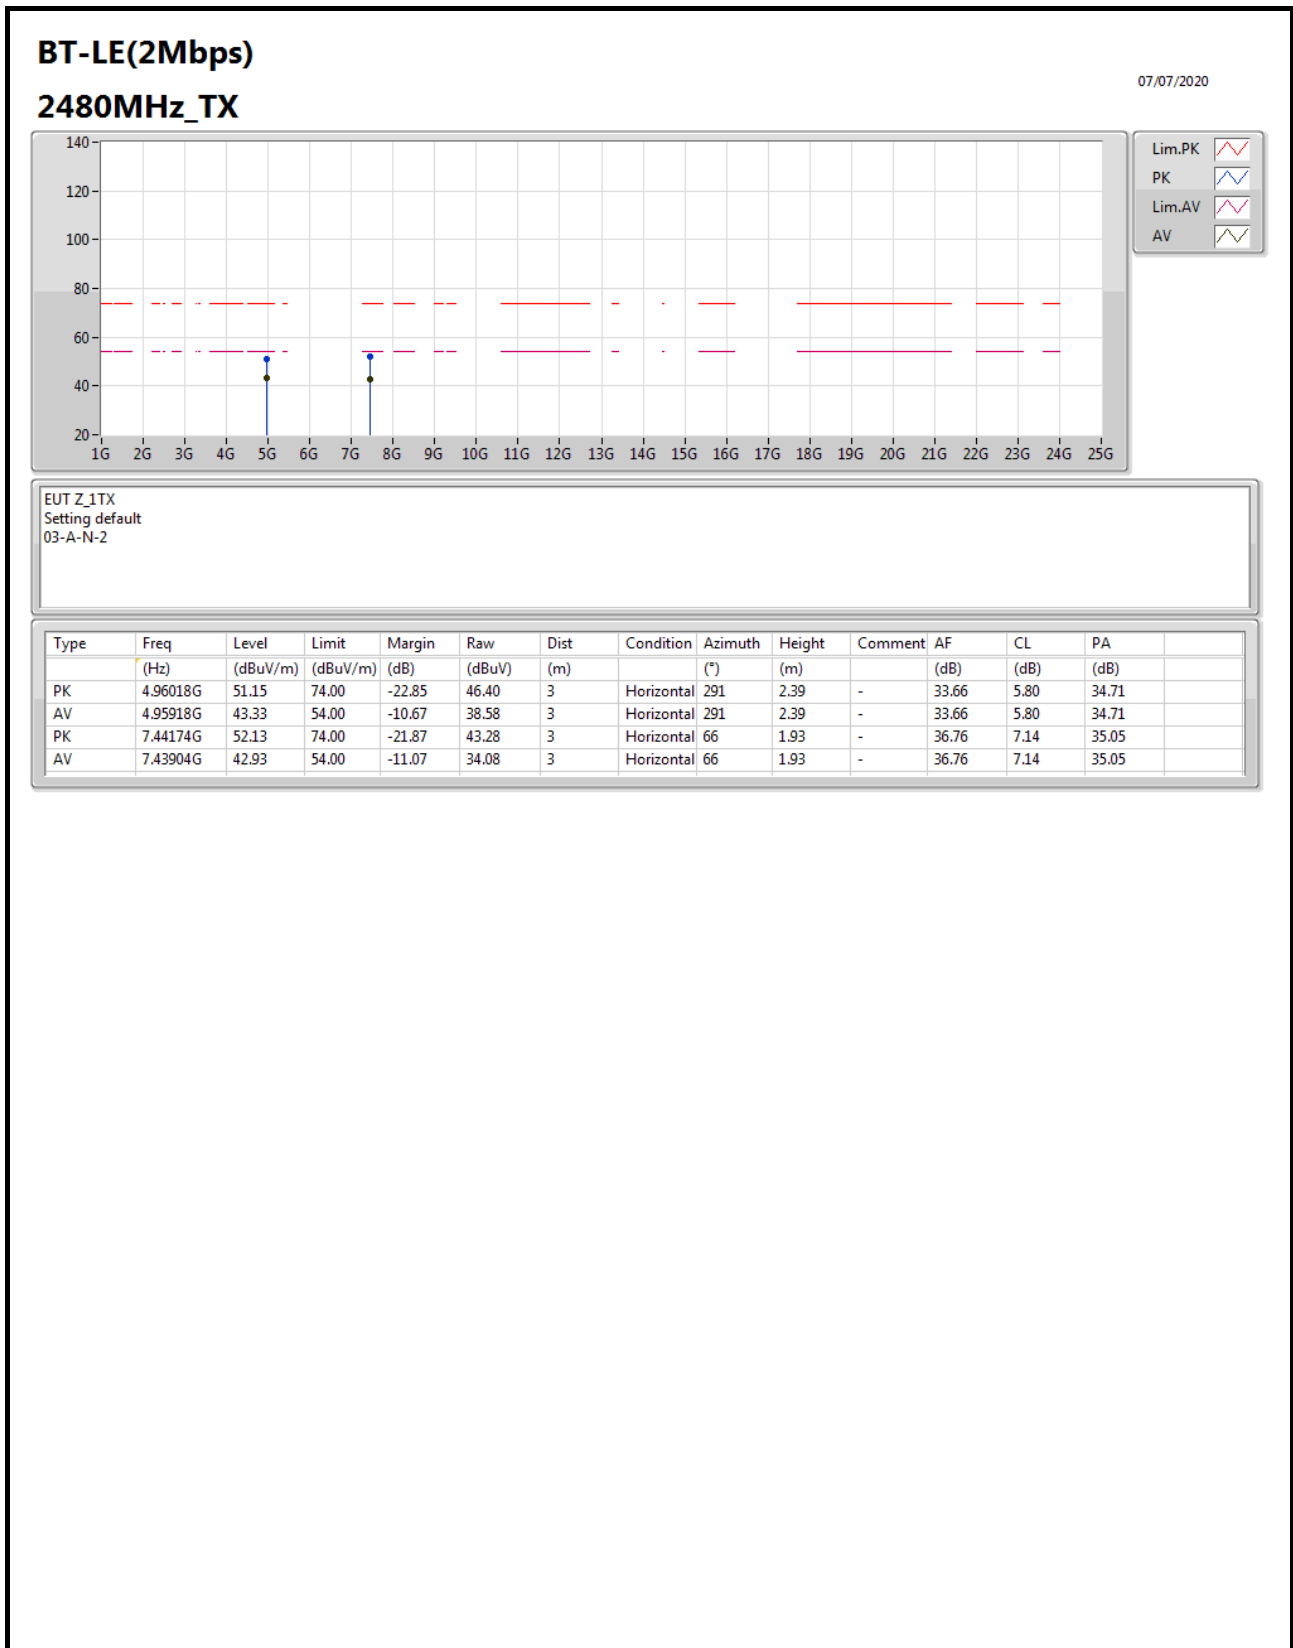 BT-LE(2Mbps)
07/07/2020
2480MHz_TX
140
120
100
80
60
40
20
1G 2G 3G 4G 5G 6G 7G 8G 9G 10G 11G 12G 13G 14G 15G 16G 17G 18G 19G 20G 21G 22G 23G 24G 25G
Lim.PK
PK
Lim.AV
AV
EUT Z_1TX
Setting default
03-A-N-2
Type Freq Level Limit Margin Raw Dist Condition Azimuth Height Comment AF CL PA
(Hz) (dBuV/m) (dBuV/m) (dB) (dBuV) (m) (°) (m) (dB) (dB) (dB)
PK 4.96018G 51.15 74.00 -22.85 46.40 3 Horizontal 291 2.39 - 33.66 5.80 34.71
AV 4.95918G 43.33 54.00 -10.67 38.58 3 Horizontal 291 2.39 - 33.66 5.80 34.71
PK 7.44174G 52.13 74.00 -21.87 43.28 3 Horizontal 66 1.93 - 36.76 7.14 35.05
AV 7.43904G 42.93 54.00 -11.07 34.08 3 Horizontal 66 1.93 - 36.76 7.14 35.05